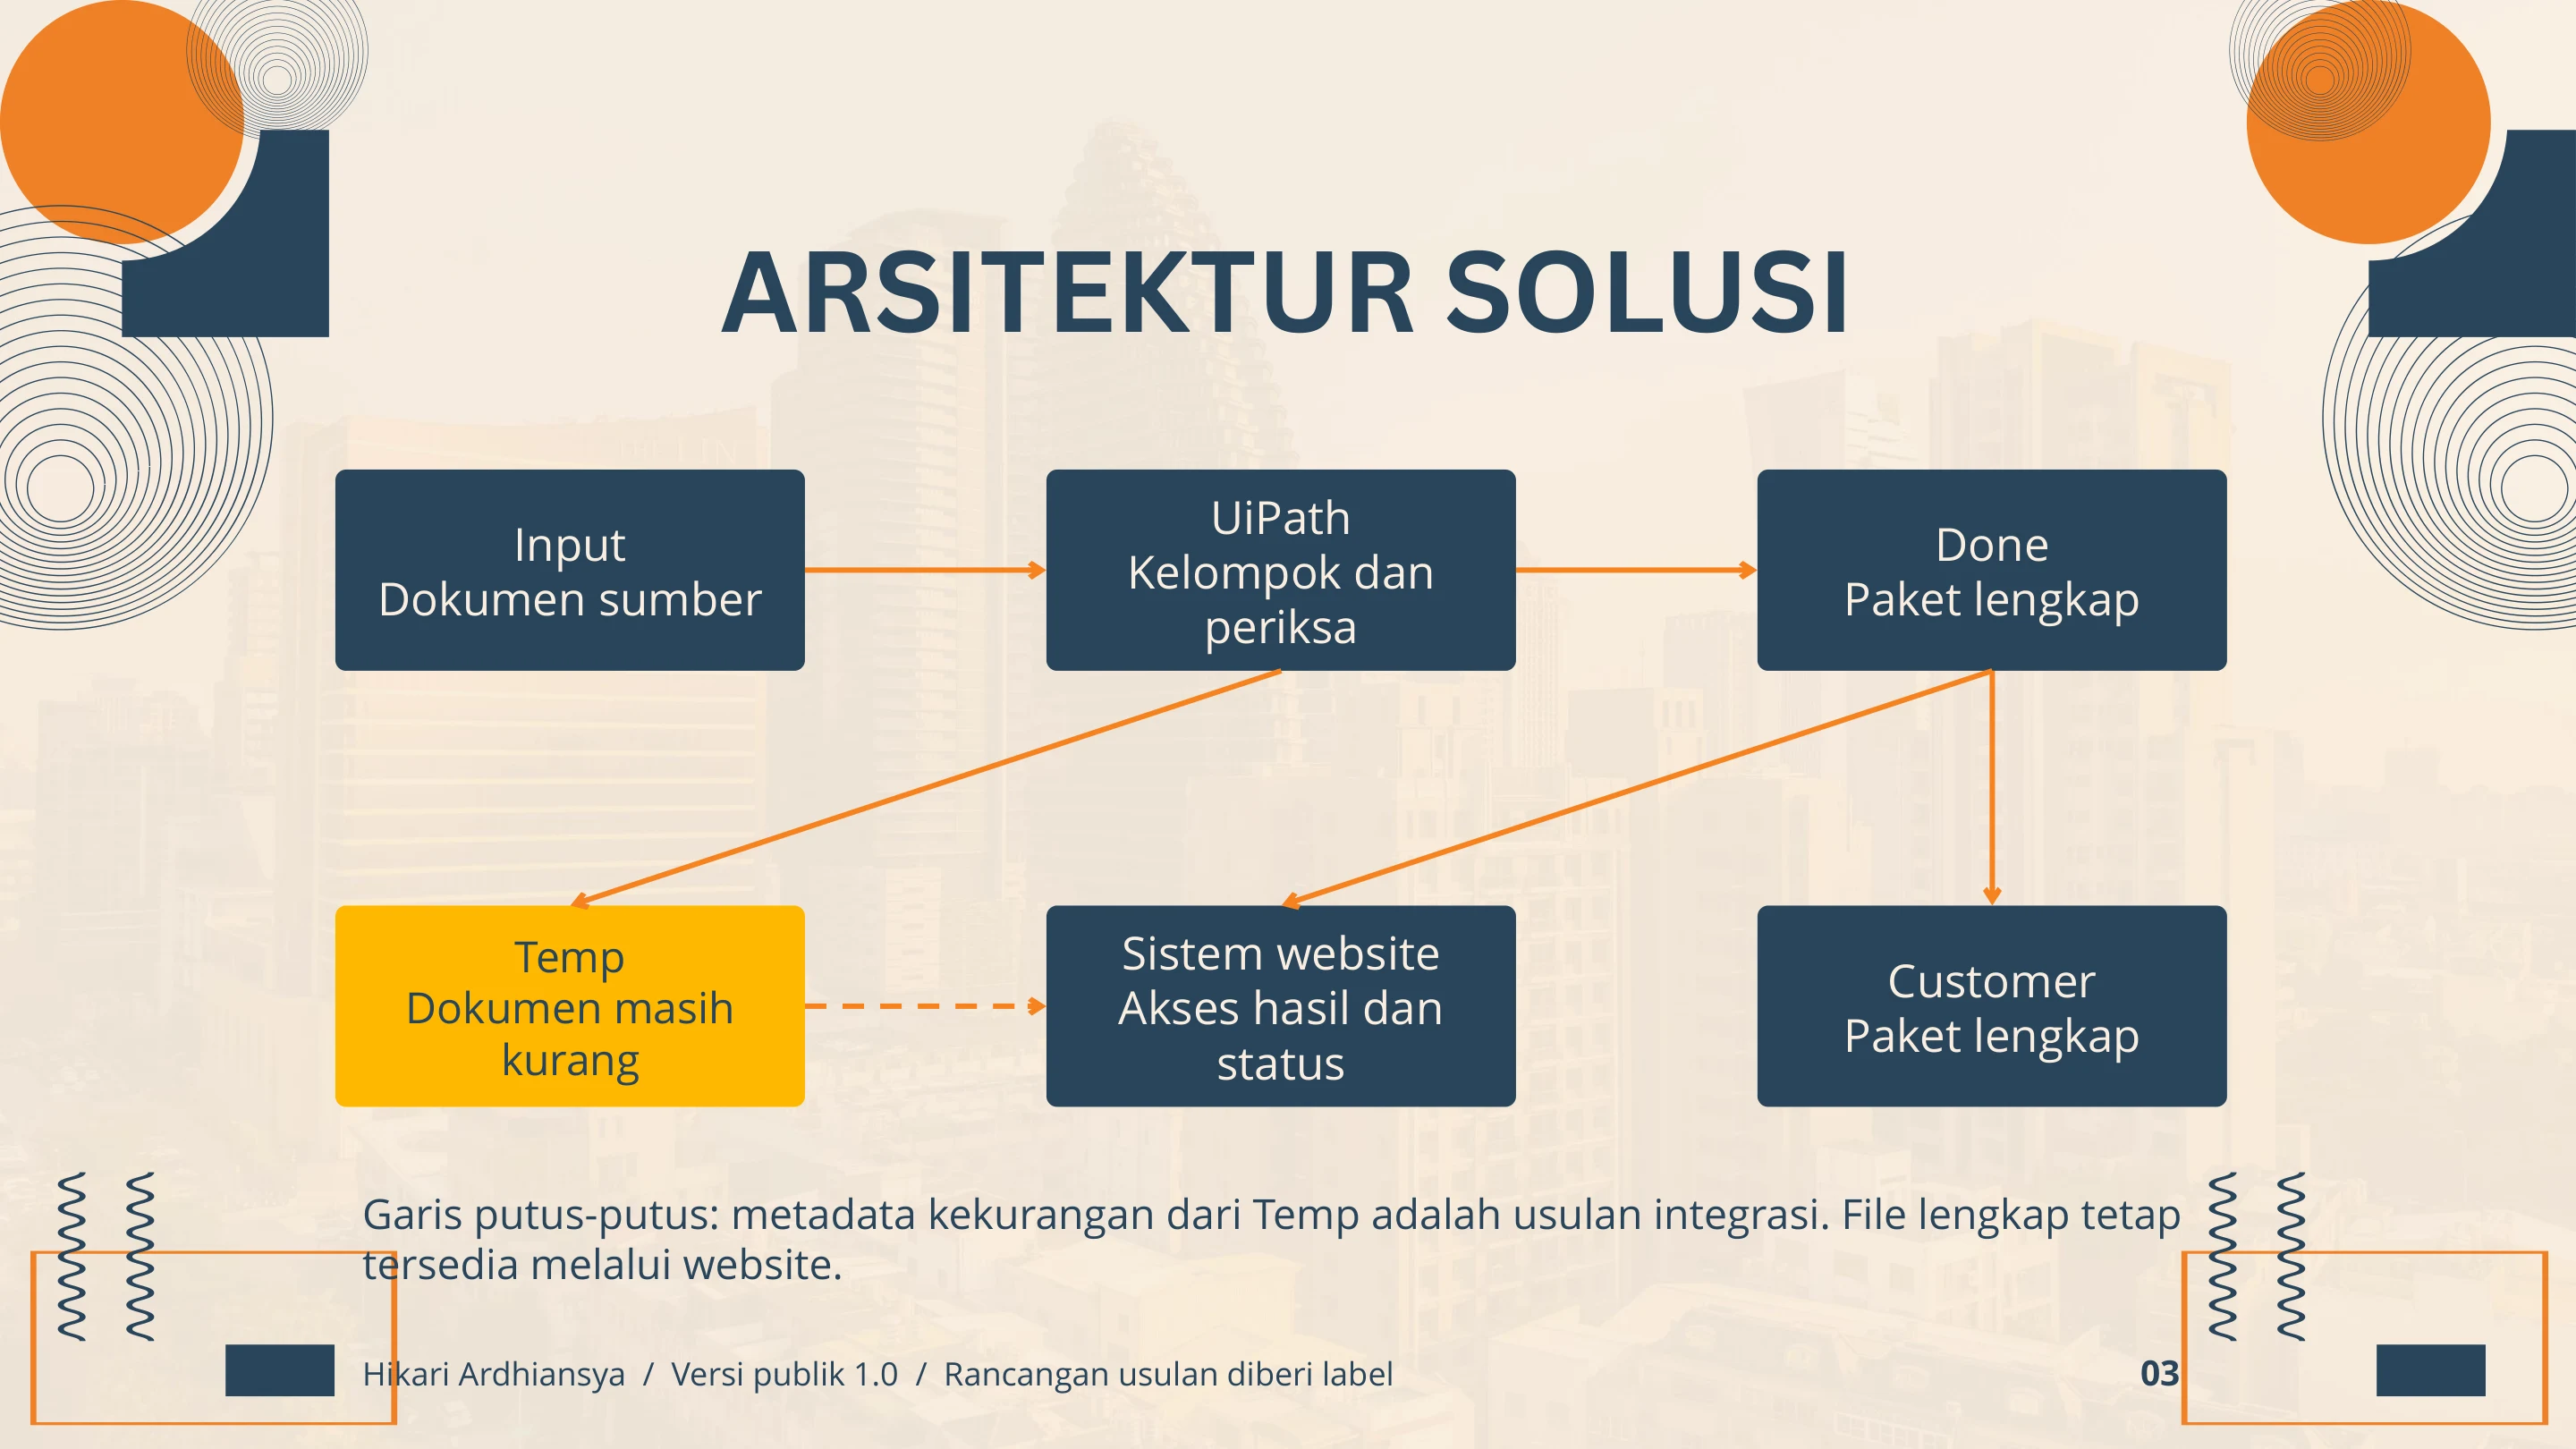 ARSITEKTUR SOLUSI
Input
Dokumen sumber
UiPath
Kelompok dan
periksa
Done
Paket lengkap
Temp
Dokumen masih
kurang
Sistem website
Akses hasil dan
status
Customer
Paket lengkap
Garis putus-putus: metadata kekurangan dari Temp adalah usulan integrasi. File lengkap tetap
tersedia melalui website.
Hikari Ardhiansya / Versi publik 1.0 / Rancangan usulan diberi label
03